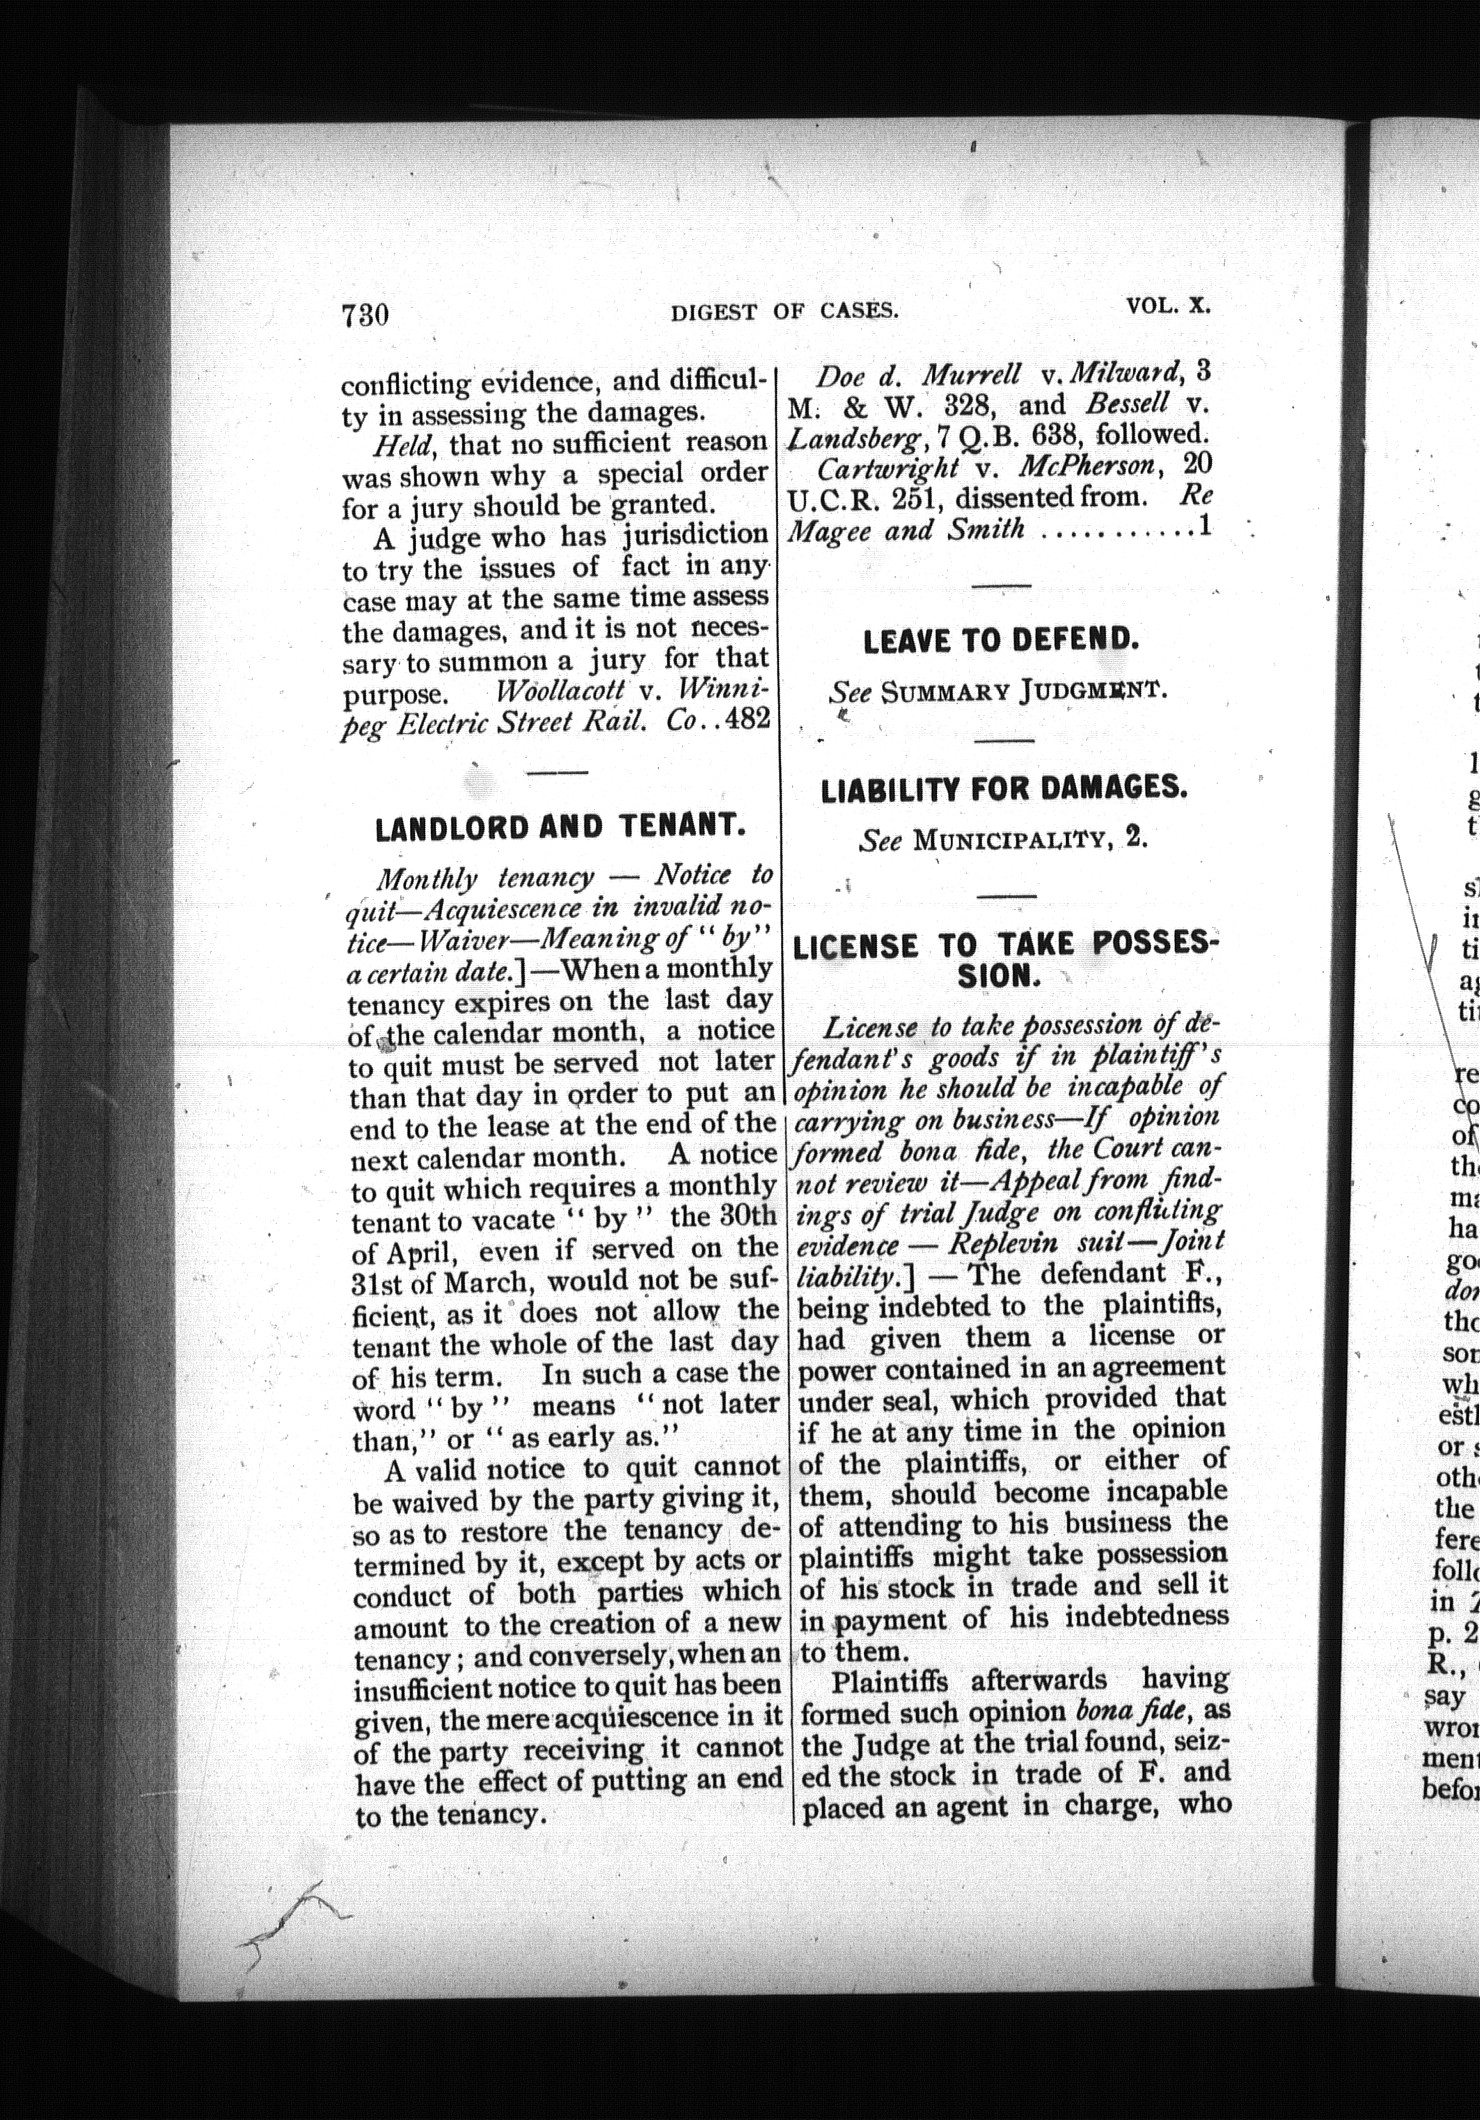 730
DIGEST OF CASES.
VOL. X.
conflicting evidence, and difficul-
ty in assessing the damages.
Held, that no sufficient reason
was shown why a special order
for a jury should be granted.
A judge who has jurisdiction
to try the issues of fact in any
case may at the same time assess
the damages, and it is not neces-
sary to summon a jury for that
purpose. Woollacott v. Winni-
peg Electric Street Rail. Co..482
LANDLORD AND TENANT.
Monthly tenancy — Notice to
quit—Acquiescence in invalid no-
tice—Waiver—Meaning of "by"
a certain date.]—When a monthly
tenancy expires on the last day
of the calendar month, a notice
to quit must be served not later
than that day in order to put an
end to the lease at the end of the
next calendar month. A notice
to quit which requires a monthly
tenant to vacate "by" the 30th
of April, even if served on the
31st of March, would not be suf-
ficient, as it does not allow the
tenant the whole of the last day
of his term. In such a case the
word "by" means "not later
than," or "as early as."
A valid notice to quit cannot
be waived by the party giving it,
so as to restore the tenancy de-
termined by it, except by acts or
conduct of both parties which
amount to the creation of a new
tenancy; and conversely, when an
insufficient notice to quit has been
given, the mere acquiescence in it
of the party receiving it cannot
have the effect of putting an end
to the tenancy.
Doe d. Murrell v. Milward, 3
M. & W. 328, and Bessell v.
Landsberg, 7 Q.B. 638, followed.
Cartwright v. McPherson, 20
U.C.R. 251, dissented from. Re
Magee and Smith ...........1
LEAVE TO DEFEND.
See SUMMARY JUDGMENT.
LIABILITY FOR DAMAGES.
See MUNICIPALITY, 2.
LICENSE TO TAKE POSSES-
SION.
License to take possession of de-
fendant's goods if in plaintiff's
opinion he should be incapable of
carrying on business—If opinion
formed bona fide, the Court can-
not review it—Appeal from find-
ings of trial Judge on conflicting
evidence — Replevin suit—Joint
liability.] — The defendant F.,
being indebted to the plaintiffs,
had given them a license or
power contained in an agreement
under seal, which provided that
if he at any time in the opinion
of the plaintiffs, or either of
them, should become incapable
of attending to his business the
plaintiffs might take possession
of his stock in trade and sell it
in payment of his indebtedness
to them.
Plaintiffs afterwards having
formed such opinion bona fide, as
the Judge at the trial found, seiz-
ed the stock in trade of F. and
placed an agent in charge, who